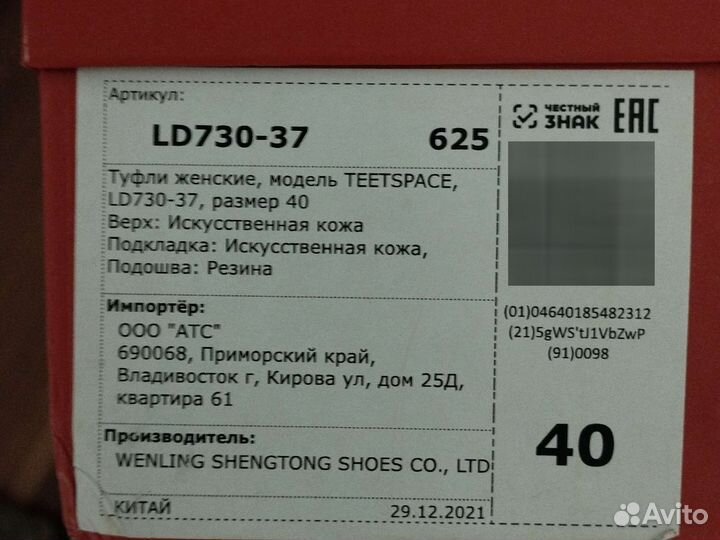 Артикул:
LD730-37 625
Туфли женские, модель TEETSPACE,
LD730-37, размер 40
Верх: Искусственная кожа
Подкладка: Искусственная кожа,
Подошва: Резина
Импортёр:
ООО "АТС"
690068, Приморский край,
Владивосток г, Кирова ул, дом 25Д,
квартира 61
Производитель:
WENLING SHENGTONG SHOES CO., LTD
КИТАЙ 29.12.2021
ЧЕСТНЫЙ
ЗНАК
EAC
(01)04640185482312
(21)5gWS'tJ1VbZwP
(91)0098
40
Avito